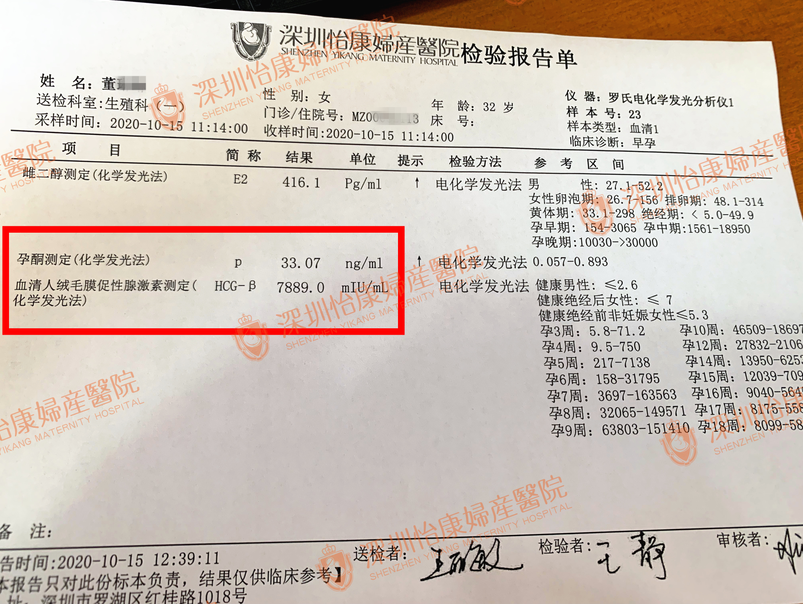 深圳怡康婦産醫院检验报告单
SHENZHEN YIKANG MATERNITY HOSPITAL
姓 名: 董
性 别: 女
年 龄: 32 岁
仪 器: 罗氏电化学发光分析仪1
送检科室: 生殖科(一)
门诊/住院号: MZ00
床 号:
样 本 号: 23
样本类型: 血清1
采样时间: 2020-10-15 11:14:00
收样时间: 2020-10-15 11:14:00
临床诊断: 早孕
项 目 简 称 结果 单位 提示 检验方法 参 考 区 间
雌二醇测定(化学发光法) E2 416.1 Pg/ml ↑ 电化学发光法 男 性: 27.1-52.2
女性卵泡期: 26.7-156 排卵期: 48.1-314
黄体期: 33.1-298 绝经期: < 5.0-49.9
孕早期: 154-3065 孕中期: 1561-18950
孕晚期: 10030->30000
孕酮测定(化学发光法) p 33.07 ng/ml ↑ 电化学发光法 0.057-0.893
血清人绒毛膜促性腺激素测定( HCG-β 7889.0 mIU/mL 电化学发光法 健康男性: ≤2.6
化学发光法)
健康绝经后女性: ≤ 7
健康绝经前非妊娠女性≤5.3
孕3周: 5.8-71.2 孕10周: 46509-18697
孕4周: 9.5-750 孕12周: 27832-2106
孕5周: 217-7138 孕14周: 13950-6253
孕6周: 158-31795 孕15周: 12039-709
孕7周: 3697-163563 孕16周: 9040-564
孕8周: 32065-149571 孕17周: 8175-556
孕9周: 63803-151410 孕18周: 8099-58
备 注:
告时间: 2020-10-15 12:39:11
送检者:
检验者: 王静
审核者:
本报告只对此份标本负责, 结果仅供临床参考】
址: 深圳市罗湖区红桂路1018号
深圳怡康婦産醫院
SHENZHEN YIKANG MATERNITY HOSPITAL